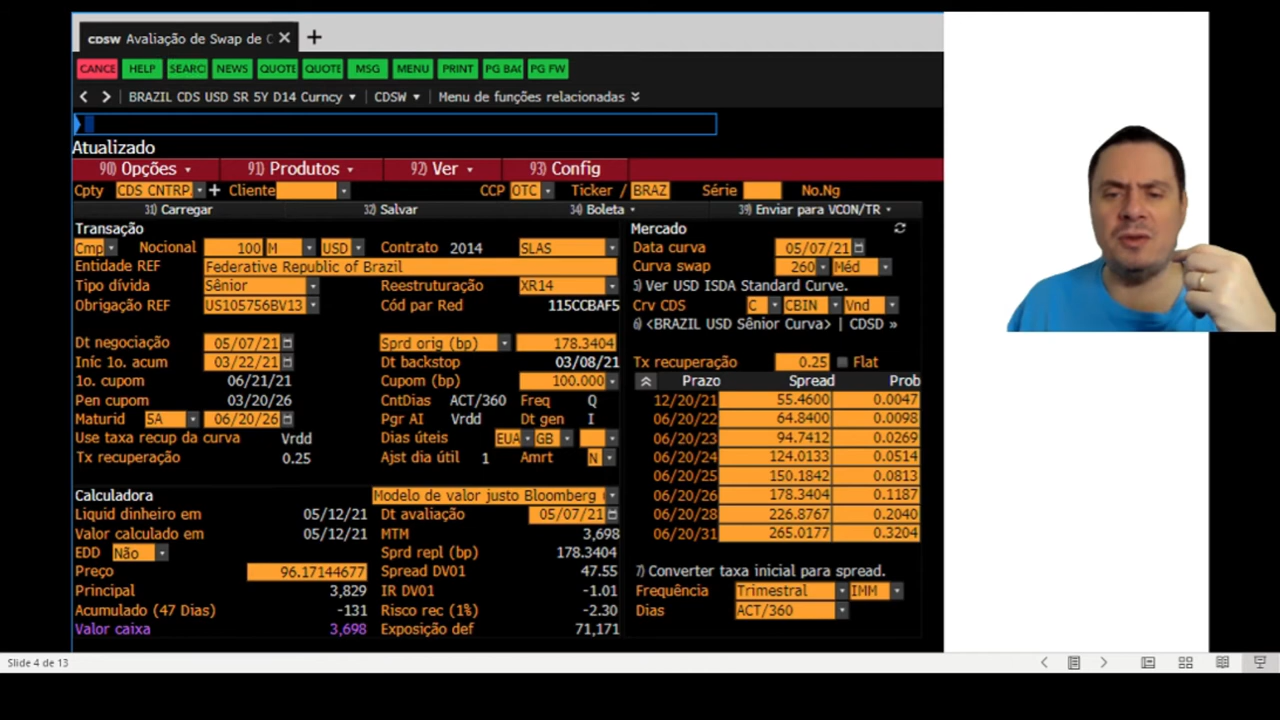 CDSW Avaliação de Swap de C × +
CANCE HELP SEARC NEWS QUOTE QUOTE MSG MENU PRINT PG BAC PG FW
BRAZIL CDS USD SR 5Y D14 Curncy CDSW Menu de funções relacionadas
Atualizado
90) Opções 91) Produtos 92) Ver 93) Config
Cpty CDS CNTRP + Cliente CCP OTC Ticker / BRAZ Série No.Ng
31) Carregar 32) Salvar 34) Boleta 39) Enviar para VCON/TR
Transação Mercado
Cmp Nocional 100 M USD Contrato 2014 SLAS Data curva 05/07/21
Entidade REF Federative Republic of Brazil Curva swap 260 Méd
Tipo dívida Sênior Reestruturação XR14 5) Ver USD ISDA Standard Curve.
Obrigação REF US105756BV13 Cód par Red 115CCBAF5 Crv CDS C CBIN Vnd
6) <BRAZIL USD Sênior Curva> | CDSD »
Dt negociação 05/07/21 Sprd orig (bp) 178.3404
Iníc 1o. acum 03/22/21 Dt backstop 03/08/21 Tx recuperação 0.25 Flat
1o. cupom 06/21/21 Cupom (bp) 100.000 Prazo Spread Prob
Pen cupom 03/20/26 CntDias ACT/360 Freq Q 12/20/21 55.4600 0.0047
Maturid 5A 06/20/26 Pgr AI Vrdd Dt gen I 06/20/22 64.8400 0.0098
Use taxa recup da curva Vrdd Dias úteis EUA GB 06/20/23 94.7412 0.0269
Tx recuperação 0.25 Ajst dia útil 1 Amrt N 06/20/24 124.0133 0.0514
06/20/25 150.1842 0.0813
Calculadora Modelo de valor justo Bloomberg 06/20/26 178.3404 0.1187
Liquid dinheiro em 05/12/21 Dt avaliação 05/07/21 06/20/28 226.8767 0.2040
Valor calculado em 05/12/21 MTM 3,698 06/20/31 265.0177 0.3204
EDD Não Sprd repl (bp) 178.3404
Preço 96.17144677 Spread DV01 47.55 7) Converter taxa inicial para spread.
Principal 3,829 IR DV01 -1.01 Frequência Trimestral IMM
Acumulado (47 Dias) -131 Risco rec (1%) -2.30 Dias ACT/360
Valor caixa 3,698 Exposição def 71,171
Slide 4 de 13